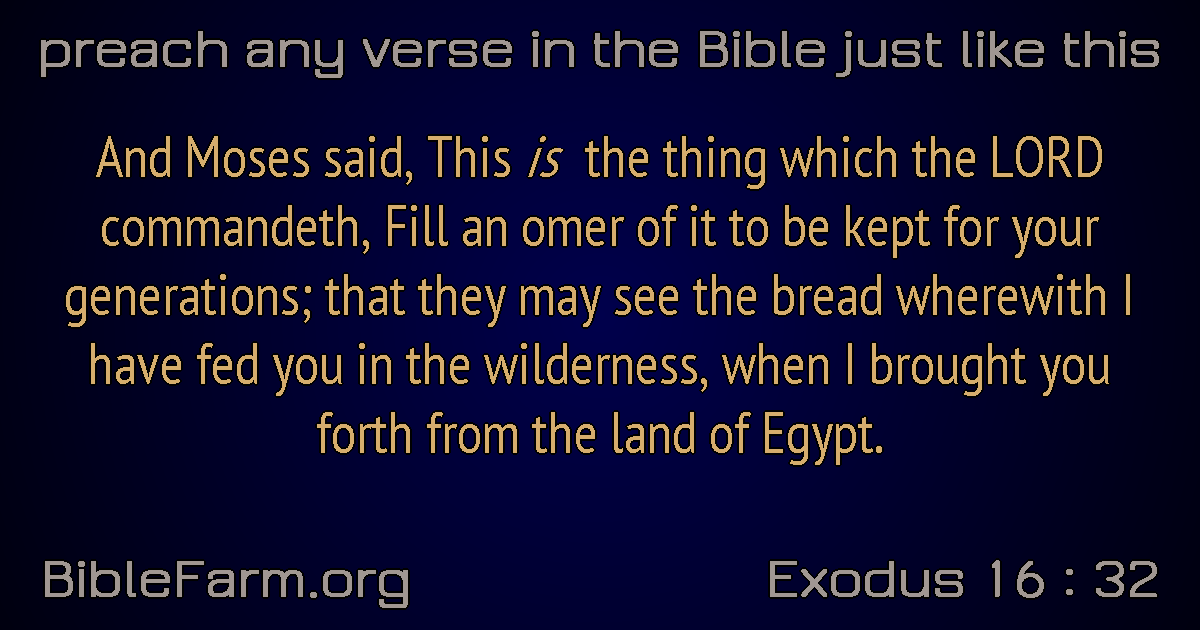 preach any verse in the Bible just like this
And Moses said, This is the thing which the LORD
commandeth, Fill an omer of it to be kept for your
generations; that they may see the bread wherewith I
have fed you in the wilderness, when I brought you
forth from the land of Egypt.
BibleFarm.org
Exodus 16 : 32